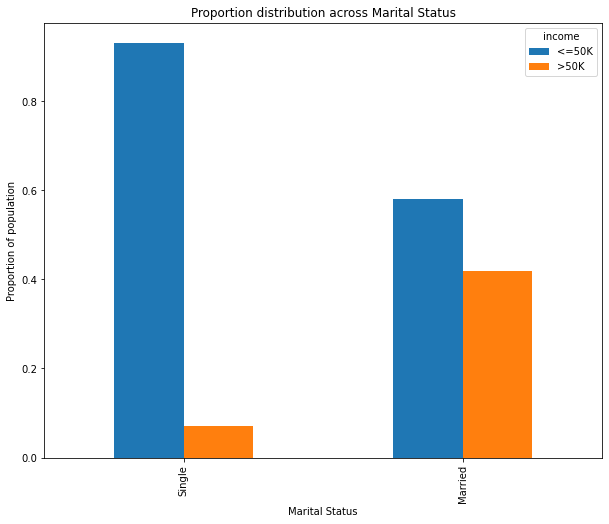 Proportion distribution across Marital Status
income
<=50K
>50K
Proportion of population
0.8
0.6
0.4
0.2
0.0
Single
Married
Marital Status